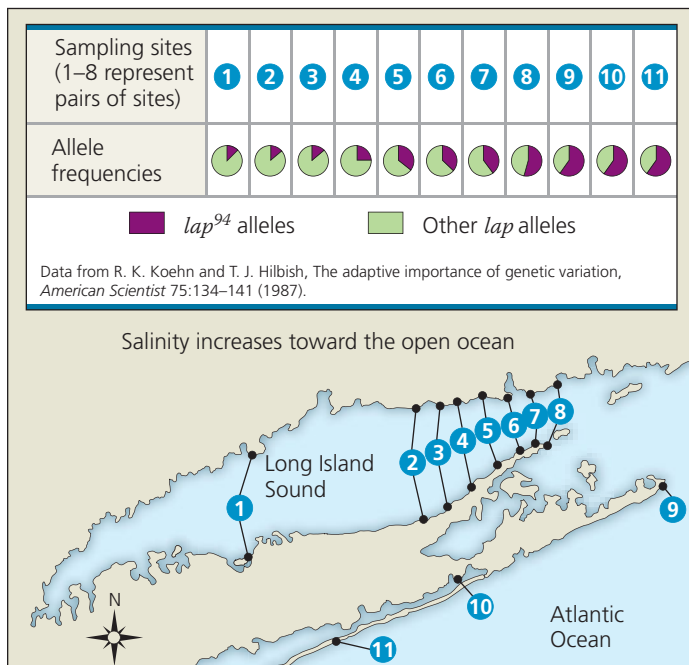 Sampling sites
(1–8 represent
pairs of sites)
1 2 3 4 5 6 7 8 9 10 11
Allele
frequencies
lap94 alleles
Other lap alleles
Data from R. K. Koehn and T. J. Hilbish, The adaptive importance of genetic variation,
American Scientist 75:134–141 (1987).
Salinity increases toward the open ocean
1
Long Island
Sound
2
3
4
5
6
7
8
9
N
10
11
Atlantic
Ocean